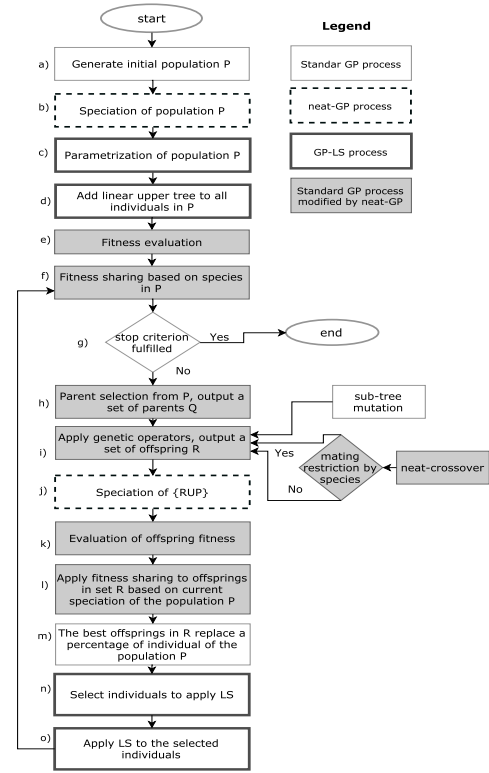 start
Legend
a)
Generate initial population P
Standar GP process
b)
Speciation of population P
neat-GP process
c)
Parametrization of population P
GP-LS process
d)
Add linear upper tree to all
individuals in P
Standard GP process
modified by neat-GP
e)
Fitness evaluation
f)
Fitness sharing based on species
in P
g)
stop criterion
fulfilled
Yes
end
No
h)
Parent selection from P, output a
set of parents Q
sub-tree
mutation
i)
Apply genetic operators, output a
set of offspring R
Yes
mating
restriction by
species
neat-crossover
No
j)
Speciation of {RUP}
k)
Evaluation of offspring fitness
l)
Apply fitness sharing to offsprings
in set R based on current
speciation of the population P
m)
The best offsprings in R replace a
percentage of individual of the
population P
n)
Select individuals to apply LS
o)
Apply LS to the selected
individuals